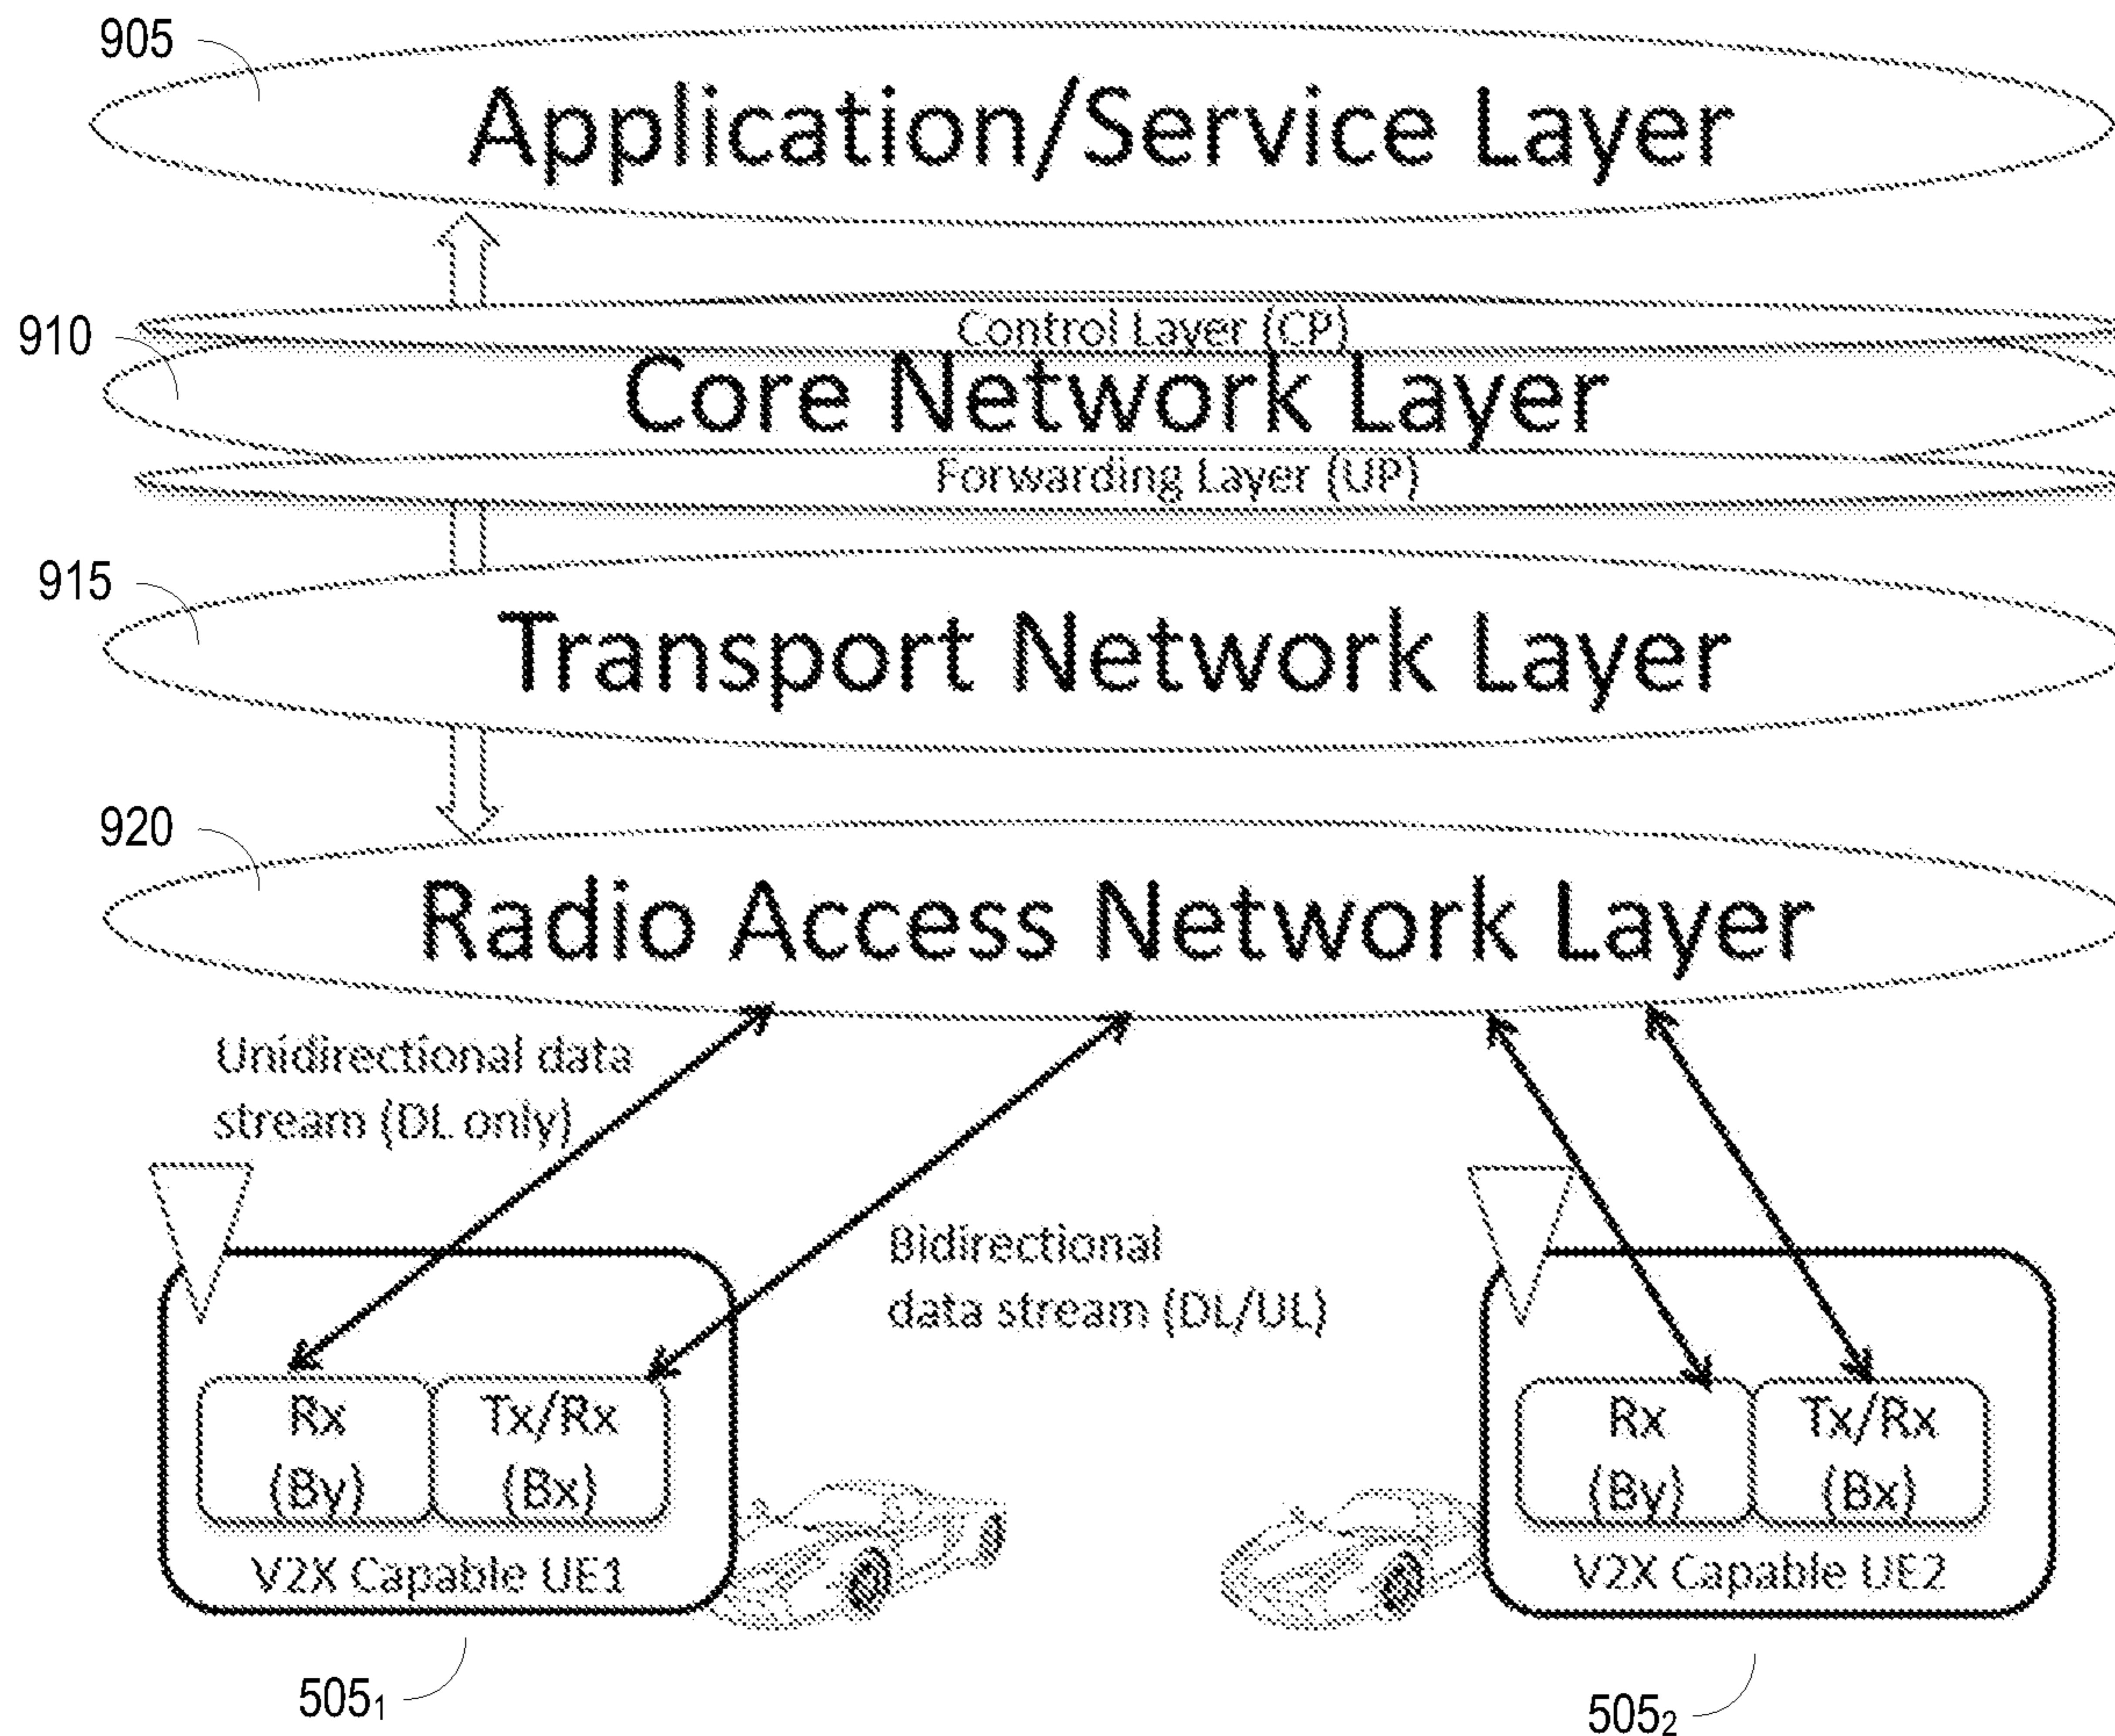 905
Application/Service Layer
910
Control Layer (CP)
Core Network Layer
Forwarding Layer (UP)
915
Transport Network Layer
920
Radio Access Network Layer
Unidirectional data
stream (DL only)
Bidirectional
data stream (DL/UL)
Rx
(By)
Tx/Rx
(Bx)
V2X Capable UE1
Rx
(By)
Tx/Rx
(Bx)
V2X Capable UE2
505₁
505₂